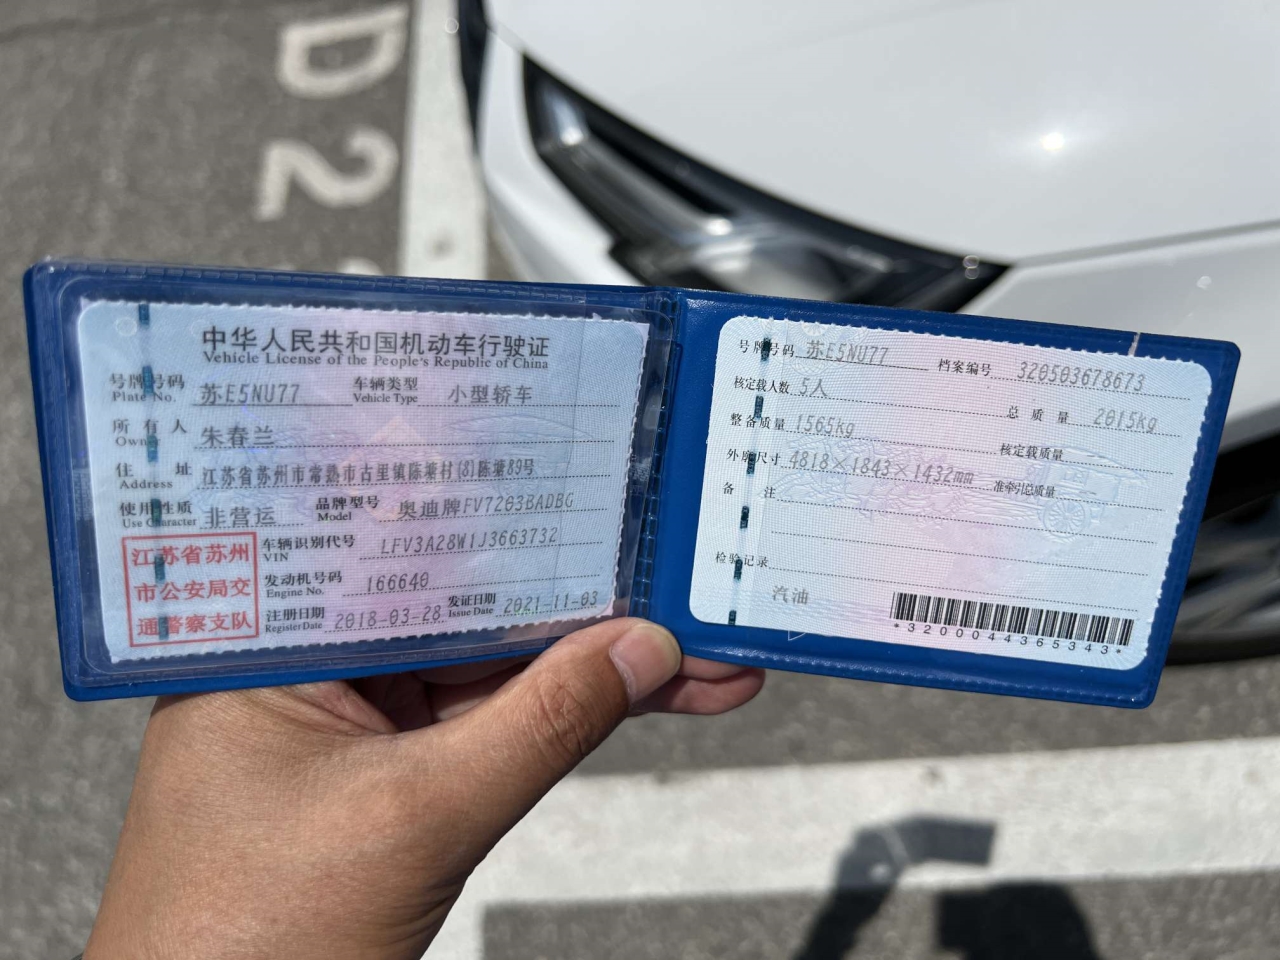 D 2
中华人民共和国机动车行驶证
Vehicle License of the People's Republic of China
号牌号码 苏E5NU77 车辆类型 小型轿车
Plate No. Vehicle Type
所有人 朱春兰
Owner
住址 江苏省苏州市常熟市古里镇陈塘村(8)陈塘89号
Address
使用性质 非营运 品牌型号 奥迪牌FV7203BADBG
Use Character Model
江苏省苏州
市公安局交
通警察支队
车辆识别代号 LFV3A28W1J3663732
VIN
发动机号码 166640
Engine No.
注册日期 2018-03-28 发证日期 2021-11-03
Register Date Issue Date
号牌号码 苏E5NU77 档案编号 320503678673
核定载人数 5人 总质量 2015kg
整备质量 1565kg 核定载质量
外廓尺寸 4818×1843×1432mm 准牵引总质量
备注
检验记录
汽油
*3200044365343*